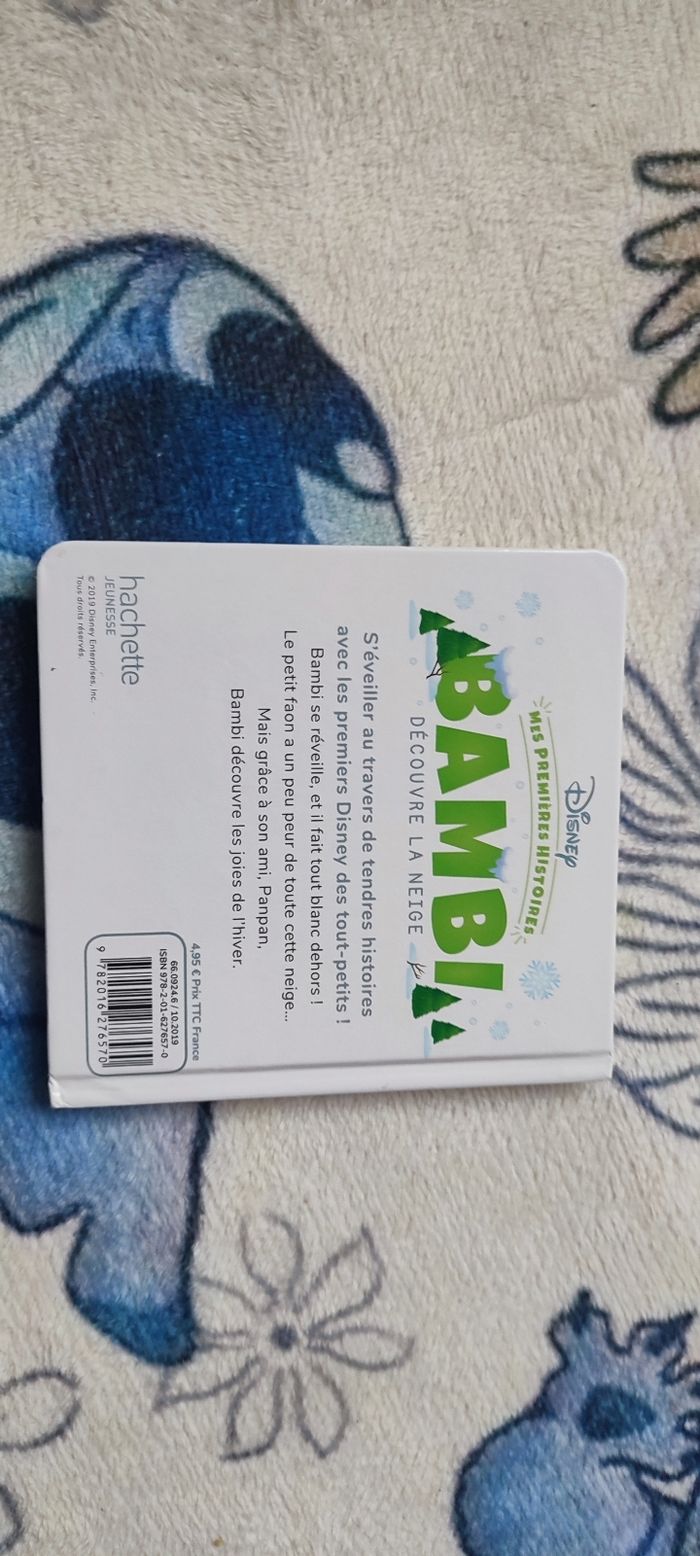 Disney
MES PREMIÈRES HISTOIRES
BAMBI
DÉCOUVRE LA NEIGE
S'éveiller au travers de tendres histoires
avec les premiers Disney des tout-petits !
Bambi se réveille, et il fait tout blanc dehors !
Le petit faon a un peu peur de toute cette neige...
Mais grâce à son ami, Panpan,
Bambi découvre les joies de l'hiver.
hachette
JEUNESSE
© 2019 Disney Enterprises, Inc.
Tous droits réservés.
4,95 € Prix TTC France
66.0924.6 / 10.2019
ISBN 978-2-01-627657-0
9 782016 276570